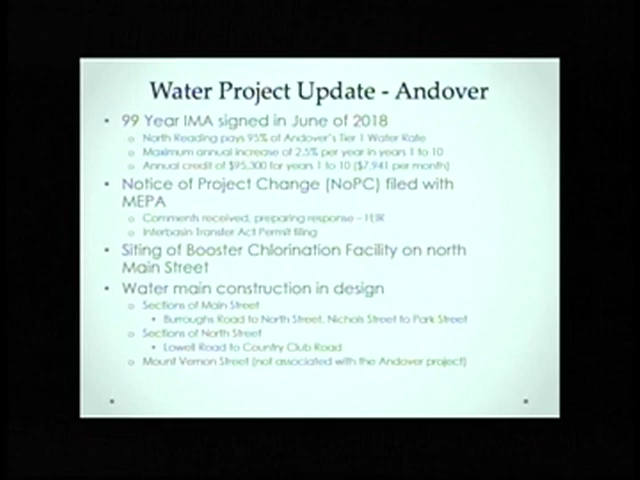 Water Project Update - Andover
• 99 Year IMA signed in June of 2018
o North Reading pays 95% of Andover's Tier 1 Water Rate
o Maximum annual increase of 2.5% per year in years 1 to 10
o Annual credit of $95,300 for years 1 to 10 ($7,941 per month)
• Notice of Project Change (NoPC) filed with
MEPA
o Comments received, preparing response –
o Interbasin Transfer Act Permit filing
• Siting of Booster Chlorination Facility on north
Main Street
• Water main construction in design
o Sections of Main Street
• Burroughs Road to North Street, Nichols Street to Park Street
o Sections of North Street
• Lowell Road to Country Club Road
o Mount Vernon Street (not associated with the Andover project)